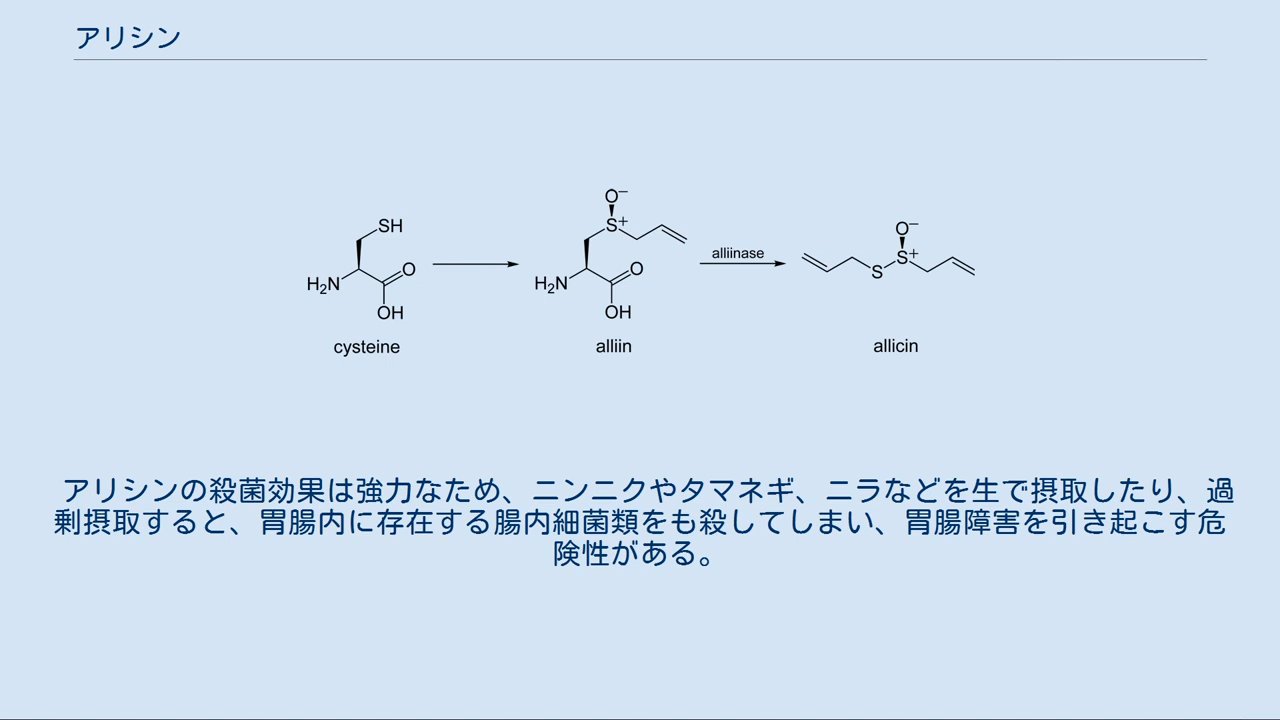 アリシン
O−
SH
S+
H₂N
O
OH
cysteine
O−
S+
H₂N
O
OH
alliin
alliinase
S
allicin
アリシンの殺菌効果は強力なため、ニンニクやタマネギ、ニラなどを生で摂取したり、過
剰摂取すると、胃腸内に存在する腸内細菌類をも殺してしまい、胃腸障害を引き起こす危
険性がある。